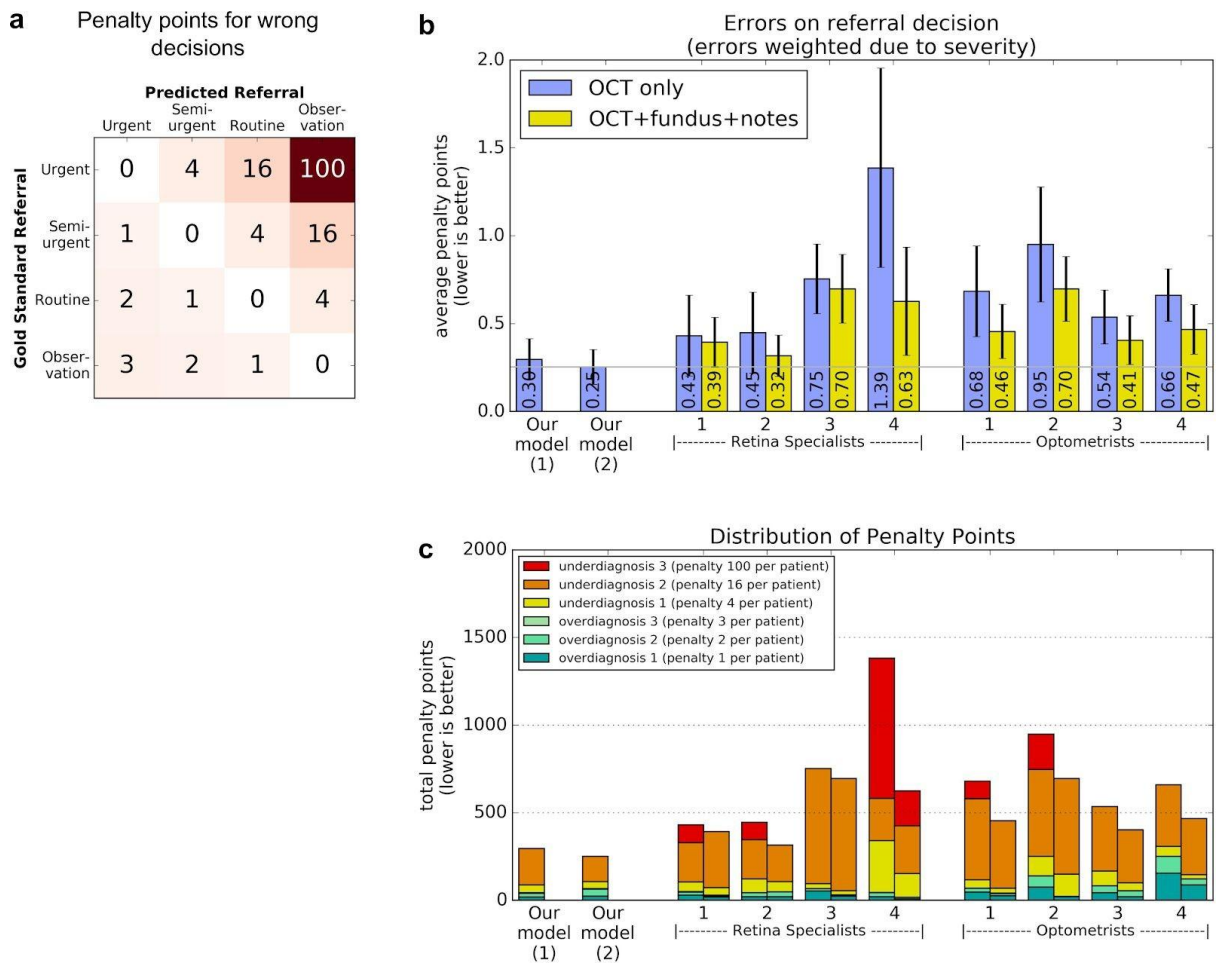 a
Penalty points for wrong
decisions
Predicted Referral
Urgent
Semi-
urgent
Routine
Obser-
vation
Gold Standard Referral
Urgent
0 4 16 100
Semi-
urgent
1 0 4 16
Routine
2 1 0 4
Obser-
vation
3 2 1 0
b
Errors on referral decision
(errors weighted due to severity)
average penalty points
(lower is better)
2.0
1.5
1.0
0.5
0.0
OCT only
OCT+fundus+notes
0.30
0.25
0.43
0.39
0.45
0.32
0.75
0.70
1.39
0.63
0.68
0.46
0.95
0.70
0.54
0.41
0.66
0.47
Our
model
(1)
Our
model
(2)
1 2 3 4
|--------- Retina Specialists ---------|
1 2 3 4
|----------- Optometrists -----------|
c
Distribution of Penalty Points
total penalty points
(lower is better)
2000
1500
1000
500
0
underdiagnosis 3 (penalty 100 per patient)
underdiagnosis 2 (penalty 16 per patient)
underdiagnosis 1 (penalty 4 per patient)
overdiagnosis 3 (penalty 3 per patient)
overdiagnosis 2 (penalty 2 per patient)
overdiagnosis 1 (penalty 1 per patient)
Our
model
(1)
Our
model
(2)
1 2 3 4
|--------- Retina Specialists ---------|
1 2 3 4
|----------- Optometrists -----------|